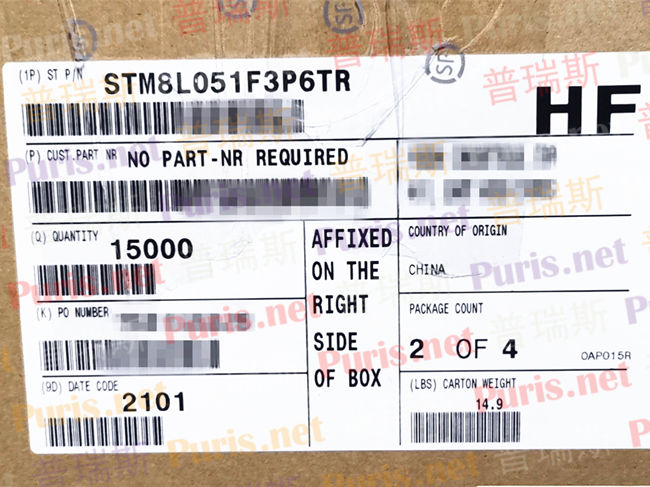 (1P) ST P/N STM8L051F3P6TR
HF
(P) CUST.PART NR NO PART-NR REQUIRED
(Q) QUANTITY
15000
(K) PO NUMBER
(9D) DATE CODE
2101
AFFIXED
ON THE
RIGHT
SIDE
OF BOX
COUNTRY OF ORIGIN
CHINA
PACKAGE COUNT
2 OF 4
OAP015R
(LBS) CARTON WEIGHT
14.9
普瑞斯
Puris.net